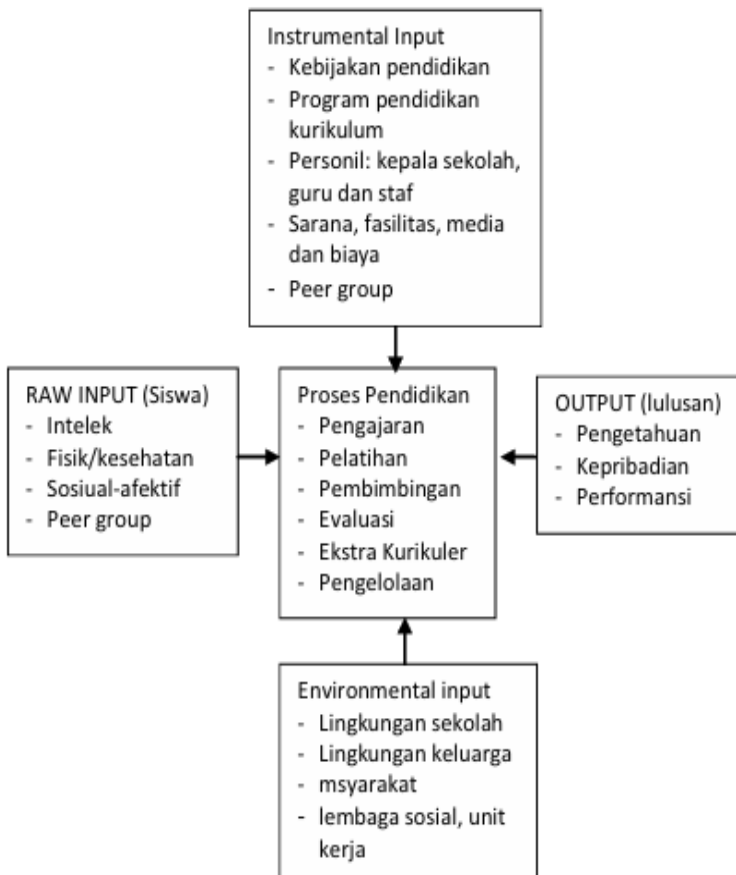 Instrumental Input
- Kebijakan pendidikan
- Program pendidikan
kurikulum
- Personil: kepala sekolah,
guru dan staf
- Sarana, fasilitas, media
dan biaya
- Peer group
RAW INPUT (Siswa)
- Intelek
- Fisik/kesehatan
- Sosiual-afektif
- Peer group
Proses Pendidikan
- Pengajaran
- Pelatihan
- Pembimbingan
- Evaluasi
- Ekstra Kurikuler
- Pengelolaan
OUTPUT (lulusan)
- Pengetahuan
- Kepribadian
- Performansi
Environmental input
- Lingkungan sekolah
- Lingkungan keluarga
- msyarakat
- lembaga sosial, unit
kerja